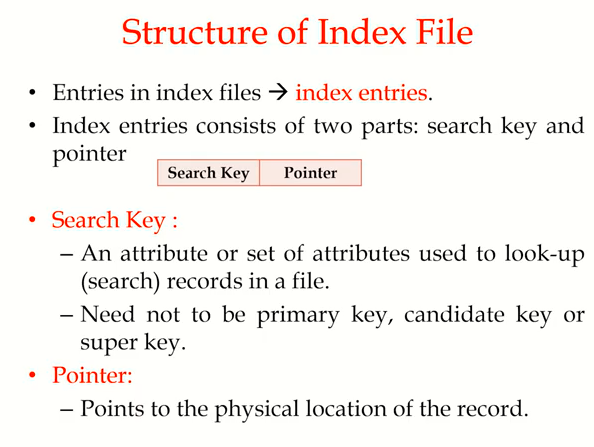 Structure of Index File
• Entries in index files → index entries.
• Index entries consists of two parts: search key and
pointer
Search Key Pointer
• Search Key :
– An attribute or set of attributes used to look-up
(search) records in a file.
– Need not to be primary key, candidate key or
super key.
• Pointer:
– Points to the physical location of the record.